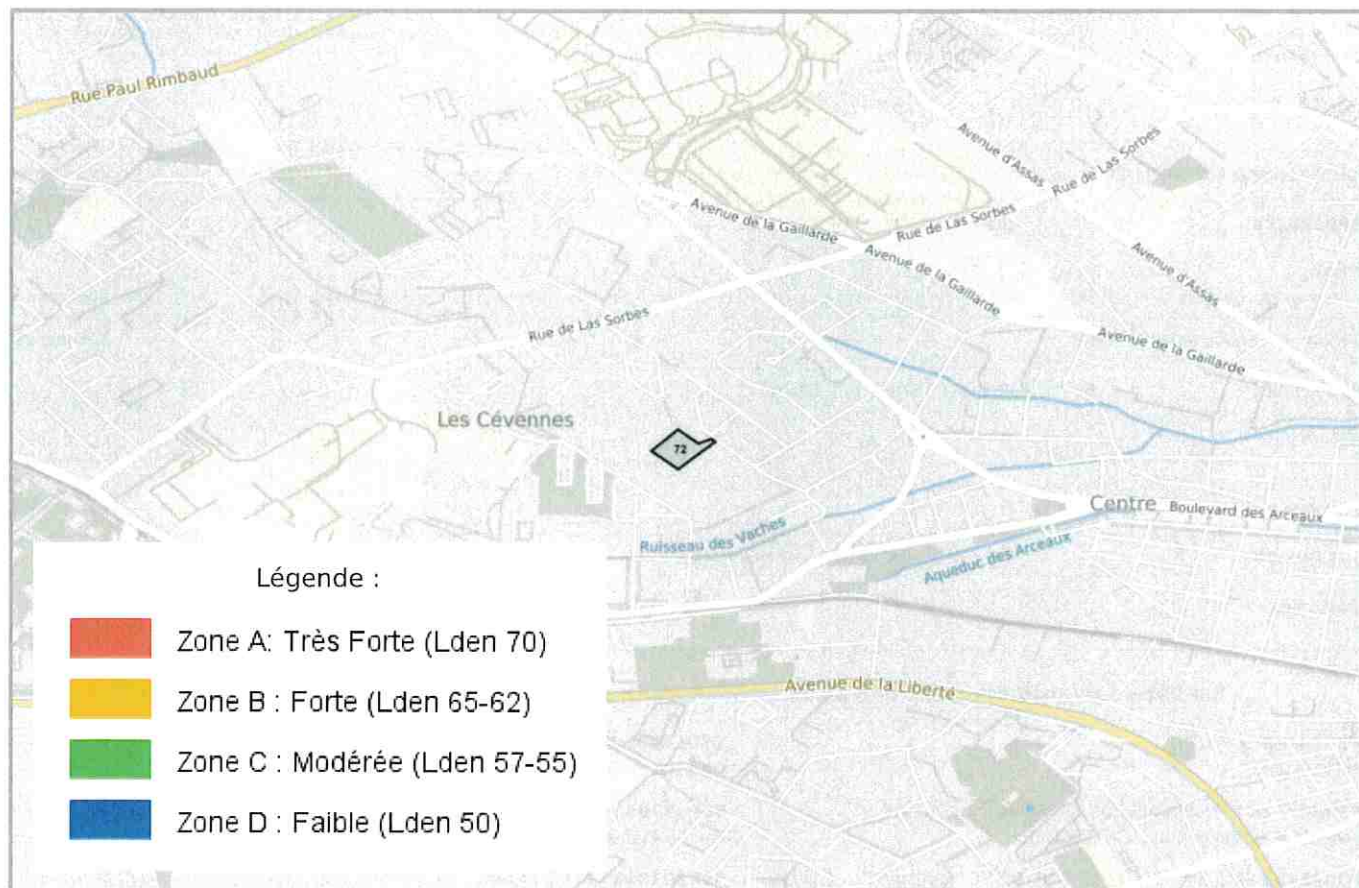 Rue Paul Rimbaud
Avenue d'Assas
Rue de Las Sorbes
Avenue de la Gaillarde
Rue de Las Sorbes
Avenue de la Gaillarde
Avenue d'Assas
Rue de Las Sorbes
Avenue de la Gaillarde
Les Cévennes
72
Centre
Boulevard des Arceaux
Ruisseau des Vaches
Aqueduc des Arceaux
Légende :
Zone A: Très Forte (Lden 70)
Zone B : Forte (Lden 65-62)
Zone C : Modérée (Lden 57-55)
Zone D : Faible (Lden 50)
Avenue de la Liberté